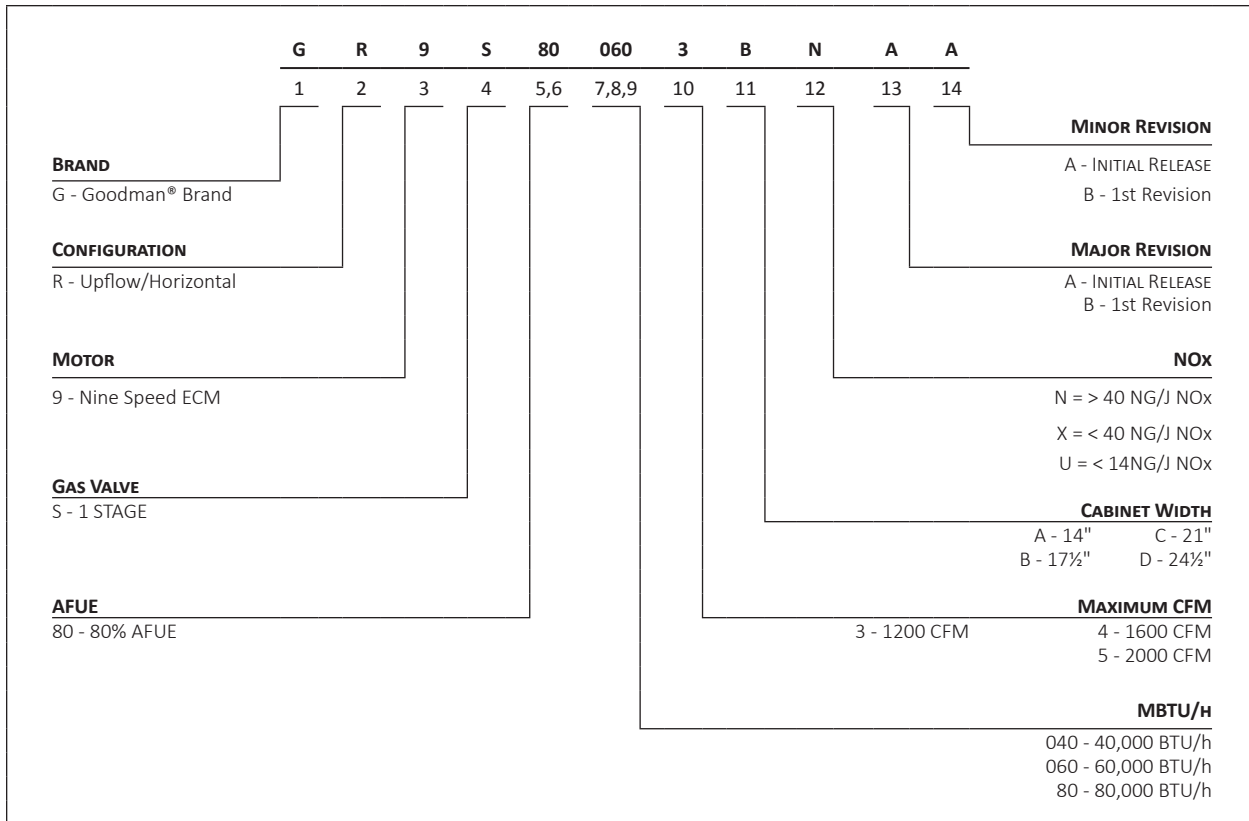 G R 9 S 80 060 3 B N A A
1 2 3 4 5,6 7,8,9 10 11 12 13 14
MINOR REVISION
A - INITIAL RELEASE
B - 1st Revision
BRAND
G - Goodman® Brand
CONFIGURATION
R - Upflow/Horizontal
MAJOR REVISION
A - INITIAL RELEASE
B - 1st Revision
MOTOR
9 - Nine Speed ECM
NOx
N = > 40 NG/J NOx
X = < 40 NG/J NOx
U = < 14NG/J NOx
GAS VALVE
S - 1 STAGE
CABINET WIDTH
A - 14" C - 21"
B - 17½" D - 24½"
AFUE
80 - 80% AFUE
MAXIMUM CFM
3 - 1200 CFM 4 - 1600 CFM
5 - 2000 CFM
MBTU/H
040 - 40,000 BTU/h
060 - 60,000 BTU/h
80 - 80,000 BTU/h